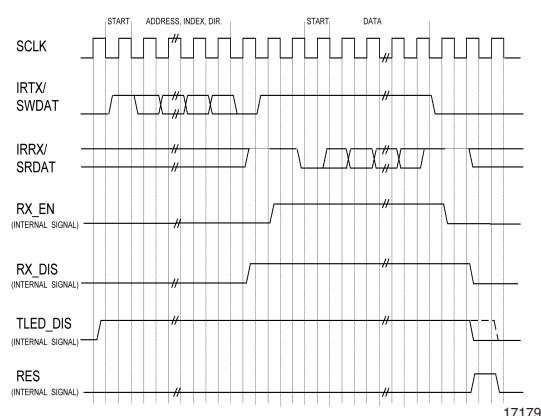 START ADDRESS, INDEX, DIR. START DATA
SCLK
IRTX/
SWDAT
IRRX/
SRDAT
RX_EN
(INTERNAL SIGNAL)
RX_DIS
(INTERNAL SIGNAL)
TLED_DIS
(INTERNAL SIGNAL)
RES
(INTERNAL SIGNAL)
17179